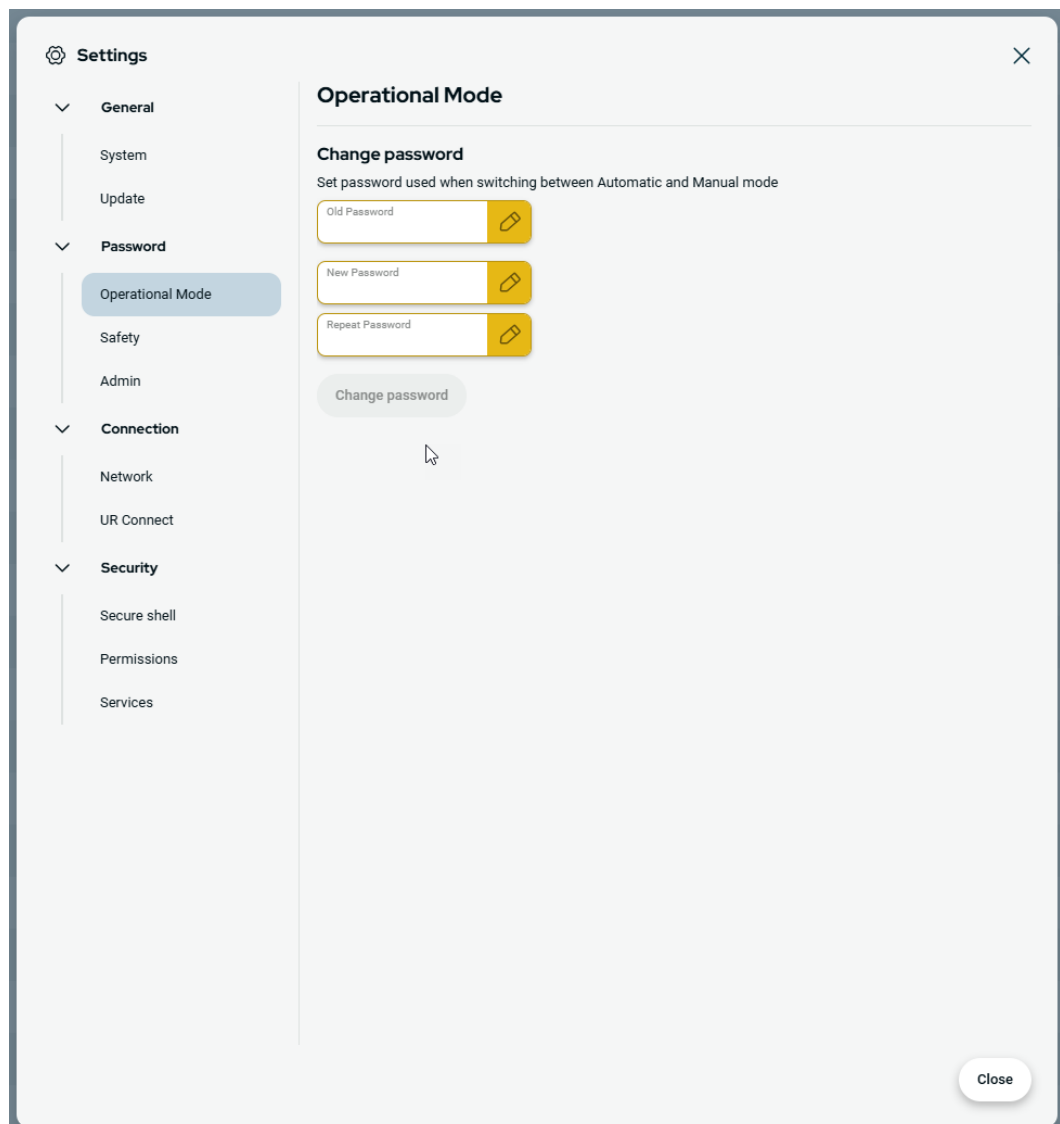 Settings
General
System
Update
Password
Operational Mode
Safety
Admin
Connection
Network
UR Connect
Security
Secure shell
Permissions
Services
Operational Mode
Change password
Set password used when switching between Automatic and Manual mode
Old Password
New Password
Repeat Password
Change password
Close